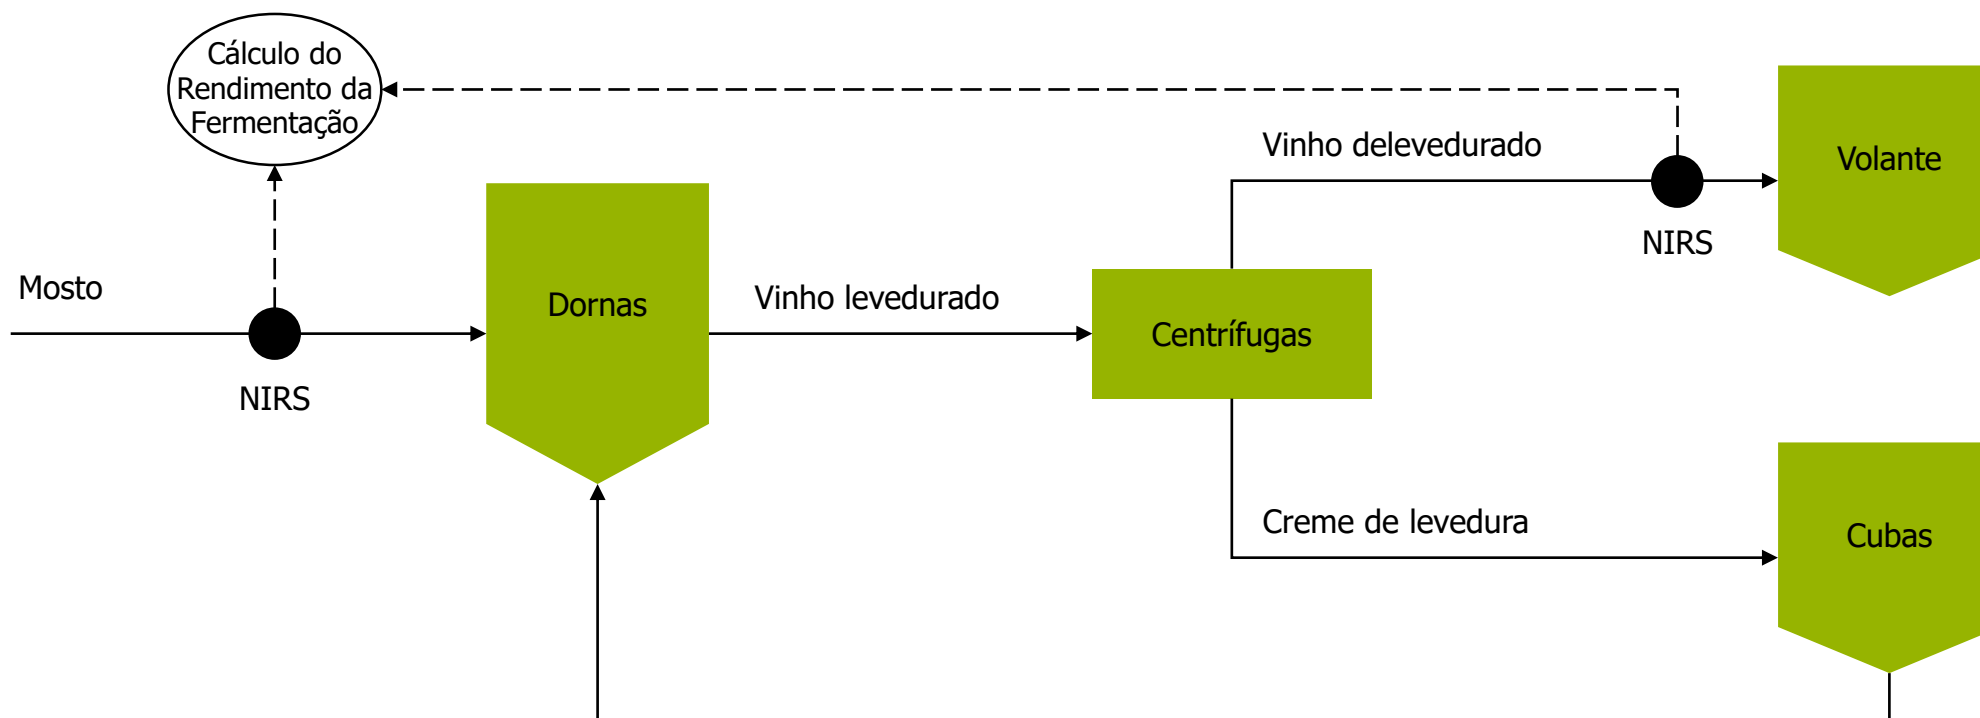 Cálculo do
Rendimento da
Fermentação
Vinho delevedurado
Volante
NIRS
Mosto
Dornas
Vinho levedurado
Centrífugas
NIRS
Creme de levedura
Cubas